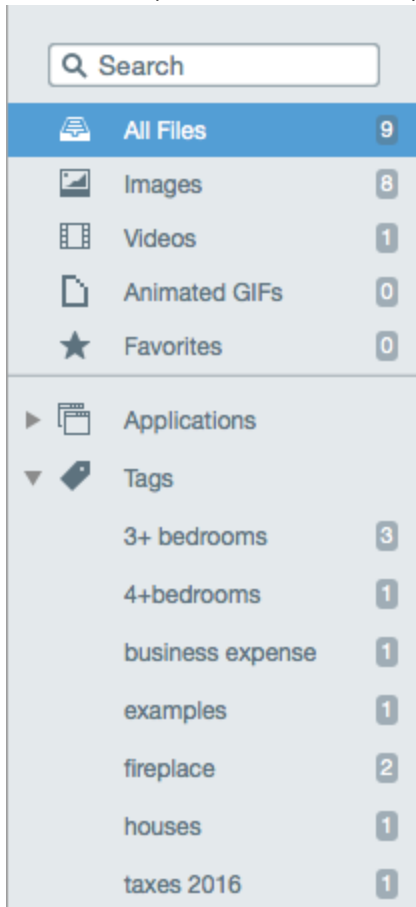 Search
All Files 9
Images 8
Videos 1
Animated GIFs 0
Favorites 0
Applications
Tags
3+ bedrooms 3
4+bedrooms 1
business expense 1
examples 1
fireplace 2
houses 1
taxes 2016 1